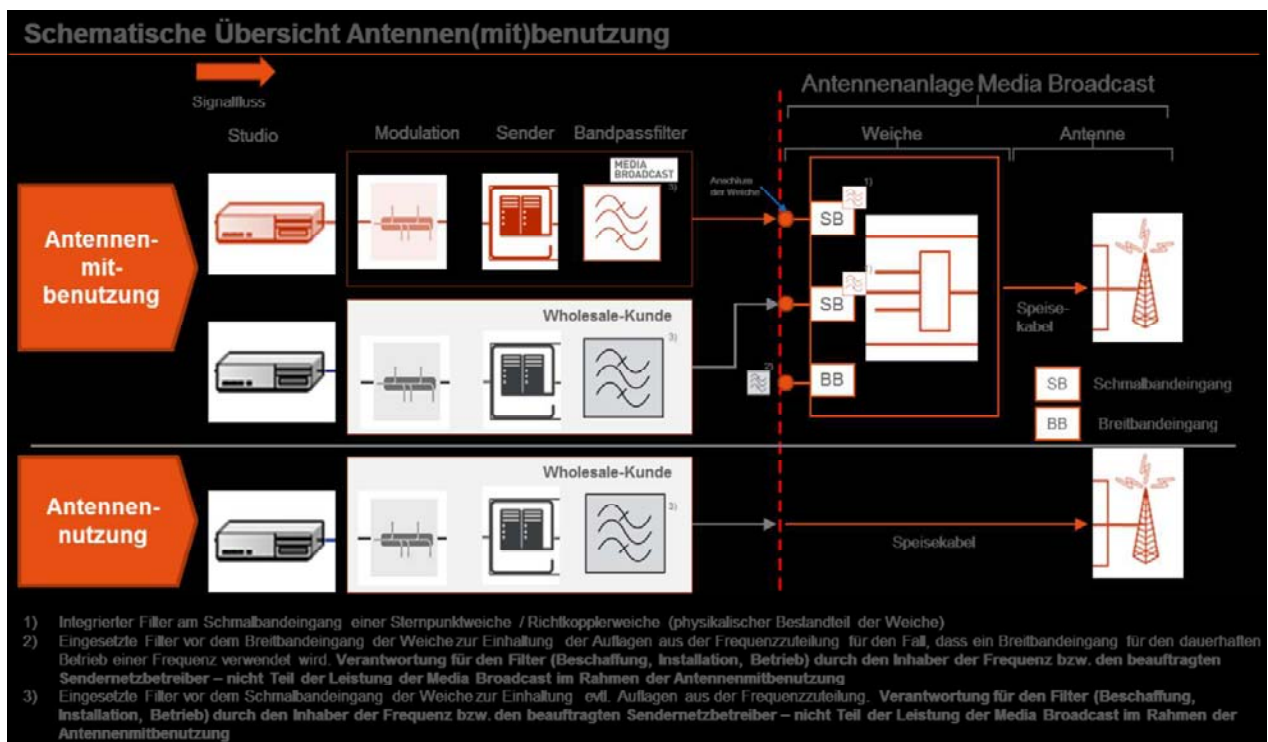 Schematische Übersicht Antennen(mit)benutzung
Signalfluss
Antennenanlage Media Broadcast
Studio
Modulation
Sender
Bandpassfilter
Weiche
Antenne
MEDIA
BROADCAST
3)
Anschluss
der Weiche
1)
SB
Antennen-
mit-
benutzung
1)
SB
Speise-
kabel
Wholesale-Kunde
3)
2)
BB
SB
Schmalbandeingang
BB
Breitbandeingang
Antennen-
nutzung
Wholesale-Kunde
3)
Speisekabel
1) Integrierter Filter am Schmalbandeingang einer Sternpunktweiche / Richtkopplerweiche (physikalischer Bestandteil der Weiche)
2) Eingesetzte Filter vor dem Breitbandeingang der Weiche zur Einhaltung der Auflagen aus der Frequenzzuteilung für den Fall, dass ein Breitbandeingang für den dauerhaften
Betrieb einer Frequenz verwendet wird. Verantwortung für den Filter (Beschaffung, Installation, Betrieb) durch den Inhaber der Frequenz bzw. den beauftragten
Sendernetzbetreiber – nicht Teil der Leistung der Media Broadcast im Rahmen der Antennenmitbenutzung
3) Eingesetzte Filter vor dem Schmalbandeingang der Weiche zur Einhaltung evtl. Auflagen aus der Frequenzzuteilung. Verantwortung für den Filter (Beschaffung,
Installation, Betrieb) durch den Inhaber der Frequenz bzw. den beauftragten Sendernetzbetreiber – nicht Teil der Leistung der Media Broadcast im Rahmen der
Antennenmitbenutzung